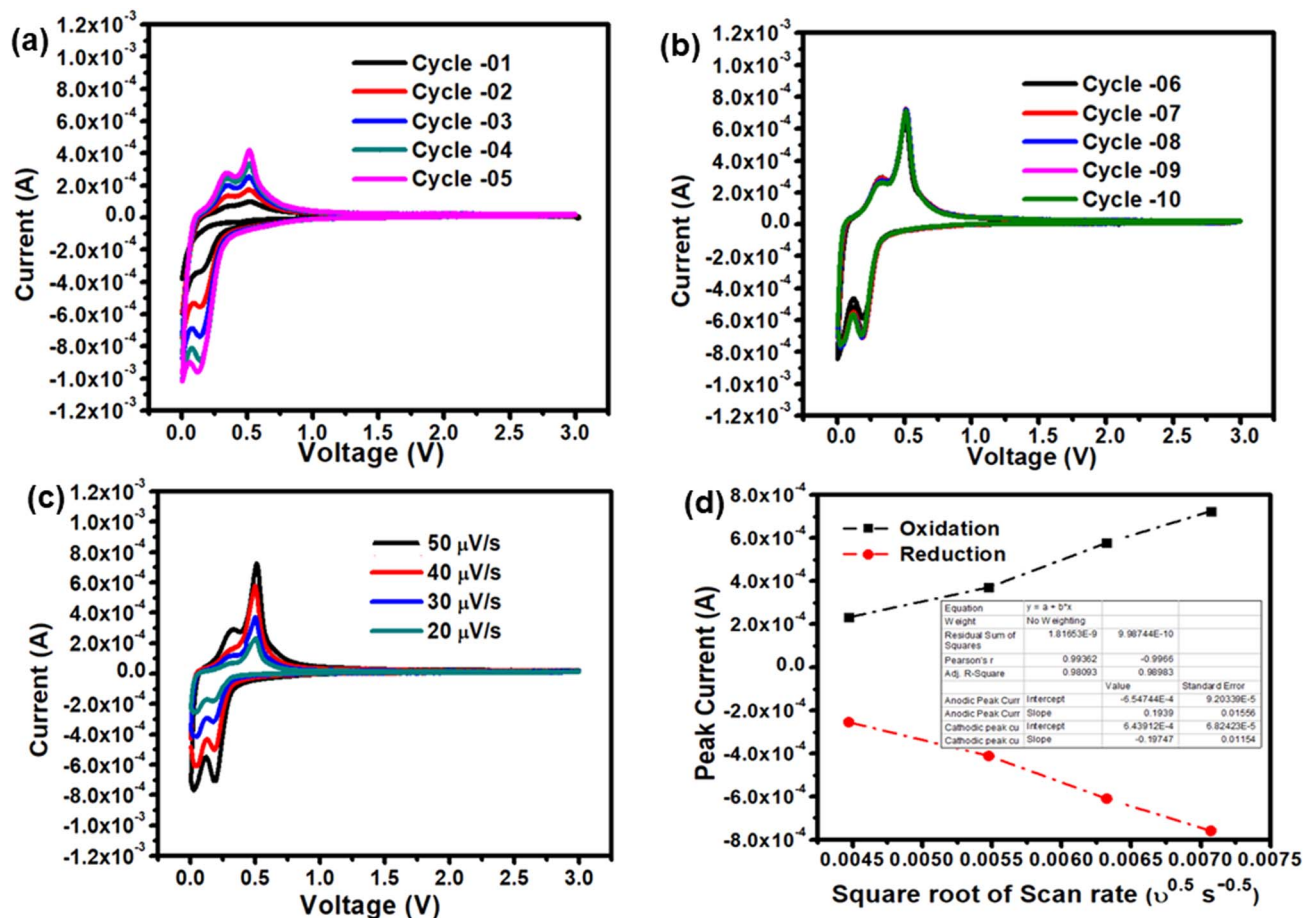 (a)
1.2x10⁻³
1.0x10⁻³
8.0x10⁻⁴
6.0x10⁻⁴
4.0x10⁻⁴
2.0x10⁻⁴
0.0
-2.0x10⁻⁴
-4.0x10⁻⁴
-6.0x10⁻⁴
-8.0x10⁻⁴
-1.0x10⁻³
-1.2x10⁻³
Current (A)
Cycle -01
Cycle -02
Cycle -03
Cycle -04
Cycle -05
0.0 0.5 1.0 1.5 2.0 2.5 3.0
Voltage (V)
(b)
1.2x10⁻³
1.0x10⁻³
8.0x10⁻⁴
6.0x10⁻⁴
4.0x10⁻⁴
2.0x10⁻⁴
0.0
-2.0x10⁻⁴
-4.0x10⁻⁴
-6.0x10⁻⁴
-8.0x10⁻⁴
-1.0x10⁻³
-1.2x10⁻³
Current (A)
Cycle -06
Cycle -07
Cycle -08
Cycle -09
Cycle -10
0.0 0.5 1.0 1.5 2.0 2.5 3.0
Voltage (V)
(c)
1.2x10⁻³
1.0x10⁻³
8.0x10⁻⁴
6.0x10⁻⁴
4.0x10⁻⁴
2.0x10⁻⁴
0.0
-2.0x10⁻⁴
-4.0x10⁻⁴
-6.0x10⁻⁴
-8.0x10⁻⁴
-1.0x10⁻³
-1.2x10⁻³
Current (A)
50 μV/s
40 μV/s
30 μV/s
20 μV/s
0.0 0.5 1.0 1.5 2.0 2.5 3.0
Voltage (V)
(d)
8.0x10⁻⁴
6.0x10⁻⁴
4.0x10⁻⁴
2.0x10⁻⁴
0.0
-2.0x10⁻⁴
-4.0x10⁻⁴
-6.0x10⁻⁴
-8.0x10⁻⁴
Peak Current (A)
Oxidation
Reduction
Equation y = a + b*x
Weight No Weighting
Residual Sum of Squares 1.81653E-9 9.98744E-10
Pearson's r 0.99362 -0.9966
Adj. R-Square 0.98093 0.98983
Value Standard Error
Anodic Peak Curr Intercept -6.54744E-4 9.20339E-5
Anodic Peak Curr Slope 0.1939 0.01556
Cathodic peak cu Intercept 6.43912E-4 6.82423E-5
Cathodic peak cu Slope -0.19747 0.01154
0.0045 0.0050 0.0055 0.0060 0.0065 0.0070 0.0075
Square root of Scan rate (υ⁰·⁵ s⁻⁰·⁵)